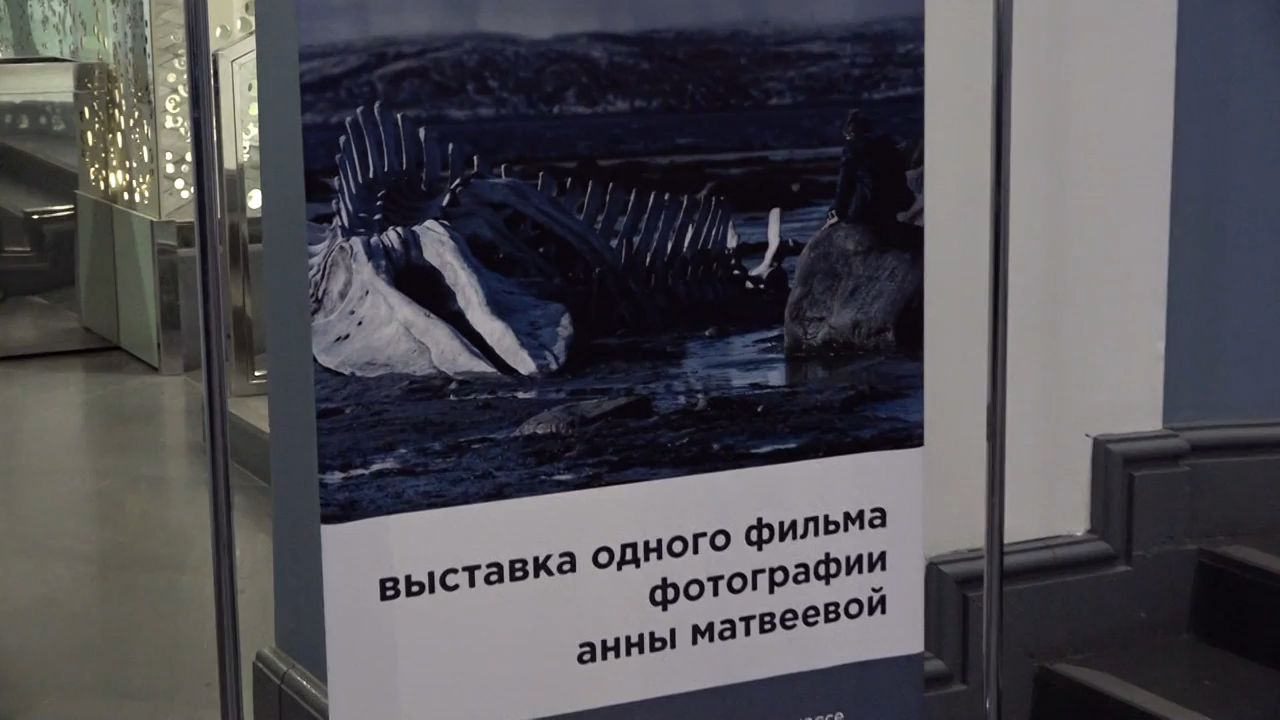 выставка одного фильма
фотографии
анны матвеевой